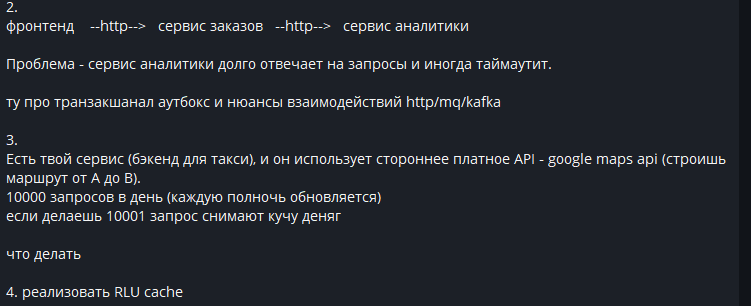 2.
фронтенд --http--> сервис заказов --http--> сервис аналитики
Проблема - сервис аналитики долго отвечает на запросы и иногда таймаутит.
ту про транзакшанал аутбокс и нюансы взаимодействий http/mq/kafka
3.
Есть твой сервис (бэкенд для такси), и он использует стороннее платное API - google maps api (строишь
маршрут от А до В).
10000 запросов в день (каждую полночь обновляется)
если делаешь 10001 запрос снимают кучу деняг
что делать
4. реализовать RLU cache